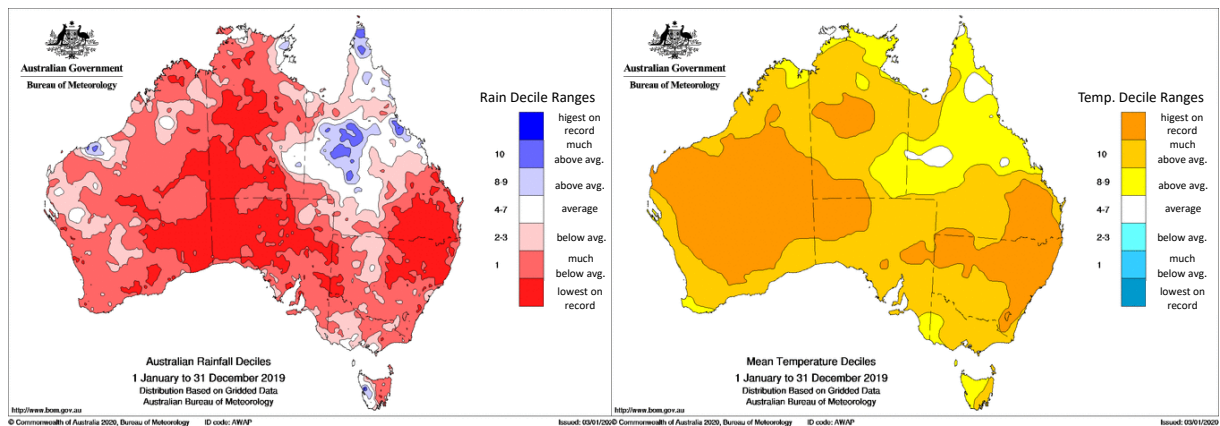 Australian Government
Bureau of Meteorology
Rain Decile Ranges
higest on
record
10
much
above avg.
8-9
above avg.
4-7
average
2-3
below avg.
1
much
below avg.
lowest on
record
Australian Rainfall Deciles
1 January to 31 December 2019
Distribution Based on Gridded Data
Australian Bureau of Meteorology
http://www.bom.gov.au
© Commonwealth of Australia 2020, Bureau of Meteorology ID code: AWAP Issued: 03/01/202
Australian Government
Bureau of Meteorology
Temp. Decile Ranges
higest on
record
10
much
above avg.
8-9
above avg.
4-7
average
2-3
below avg.
1
much
below avg.
lowest on
record
Mean Temperature Deciles
1 January to 31 December 2019
Distribution Based on Gridded Data
Australian Bureau of Meteorology
http://www.bom.gov.au
© Commonwealth of Australia 2020, Bureau of Meteorology ID code: AWAP Issued: 03/01/2020